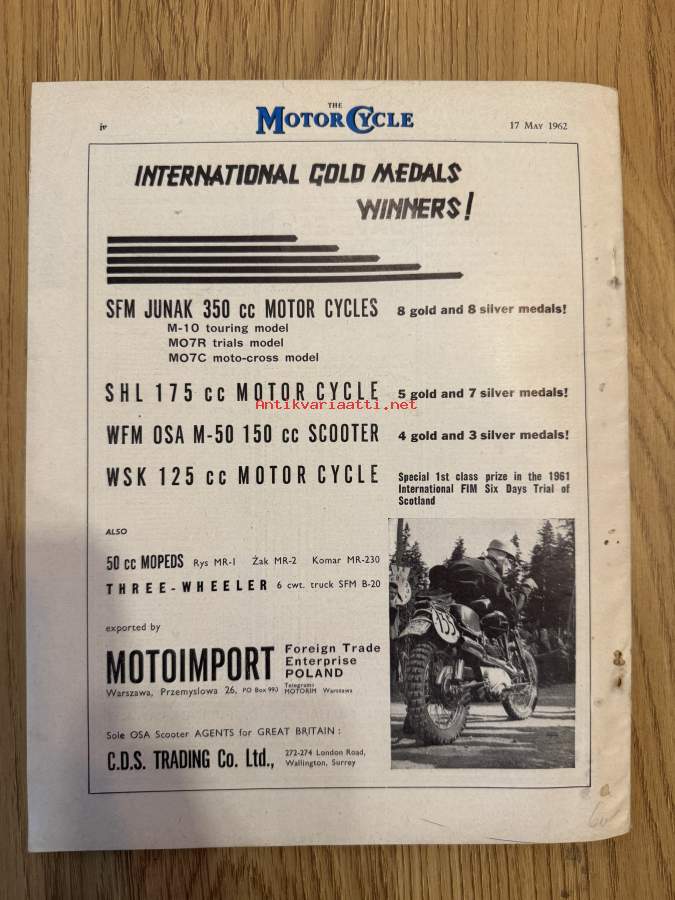 THE
iv MOTOR CYCLE 17 MAY 1962
INTERNATIONAL GOLD MEDALS
WINNERS!
SFM JUNAK 350 cc MOTOR CYCLES 8 gold and 8 silver medals!
M-10 touring model
MO7R trials model
MO7C moto-cross model
SHL 175 cc MOTOR CYCLE 5 gold and 7 silver medals!
Antikvariaatti.net
WFM OSA M-50 150 cc SCOOTER 4 gold and 3 silver medals!
WSK 125 cc MOTOR CYCLE Special 1st class prize in the 1961
International FIM Six Days Trial of
Scotland
ALSO
50 cc MOPEDS Rys MR-1 Żak MR-2 Komar MR-230
THREE-WHEELER 6 cwt. truck SFM B-20
exported by
MOTOIMPORT Foreign Trade
Enterprise
POLAND
Warszawa, Przemyslowa 26, PO Box 990 Telegrams
MOTORIM Warszawa
Sole OSA Scooter AGENTS for GREAT BRITAIN:
C.D.S. TRADING Co. Ltd., 272-274 London Road,
Wallington, Surrey